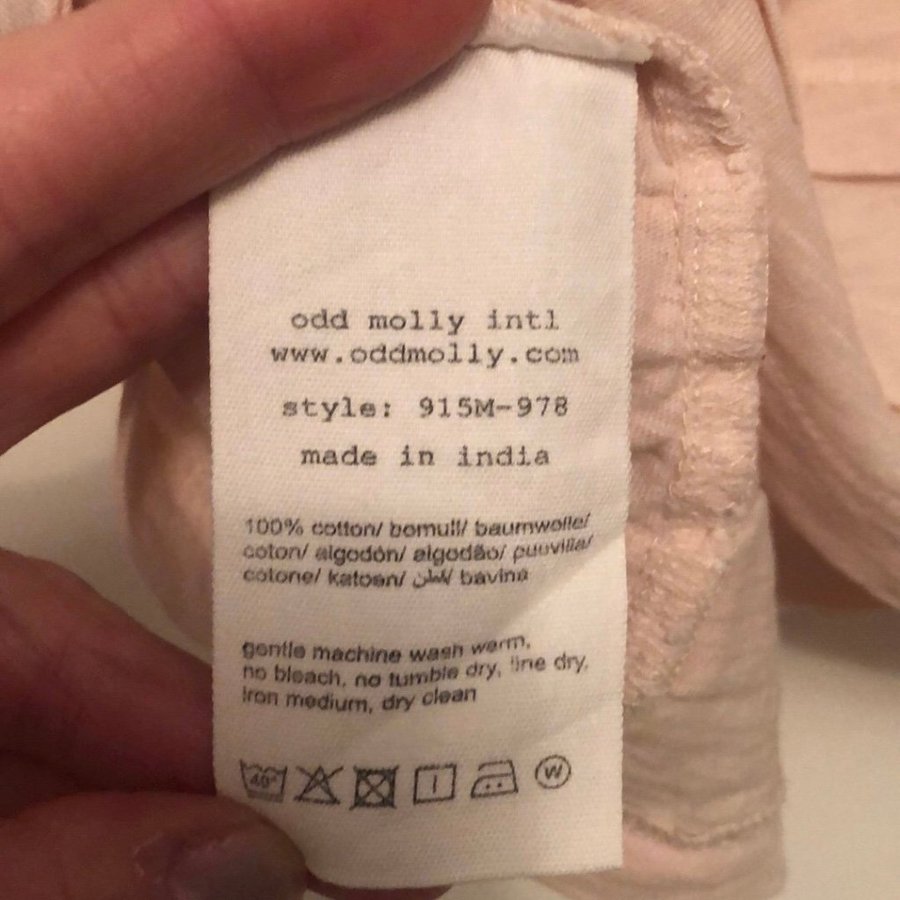 odd molly intl
www.oddmolly.com
style: 915M-978
made in india
100% cotton/ bomull/ baumwolle/
coton/ algodón/ algodão/ puuvilla/
cotone/ katoen/ قطن/ bavlna
gentle machine wash warm,
no bleach, no tumble dry, line dry,
iron medium, dry clean
40° W